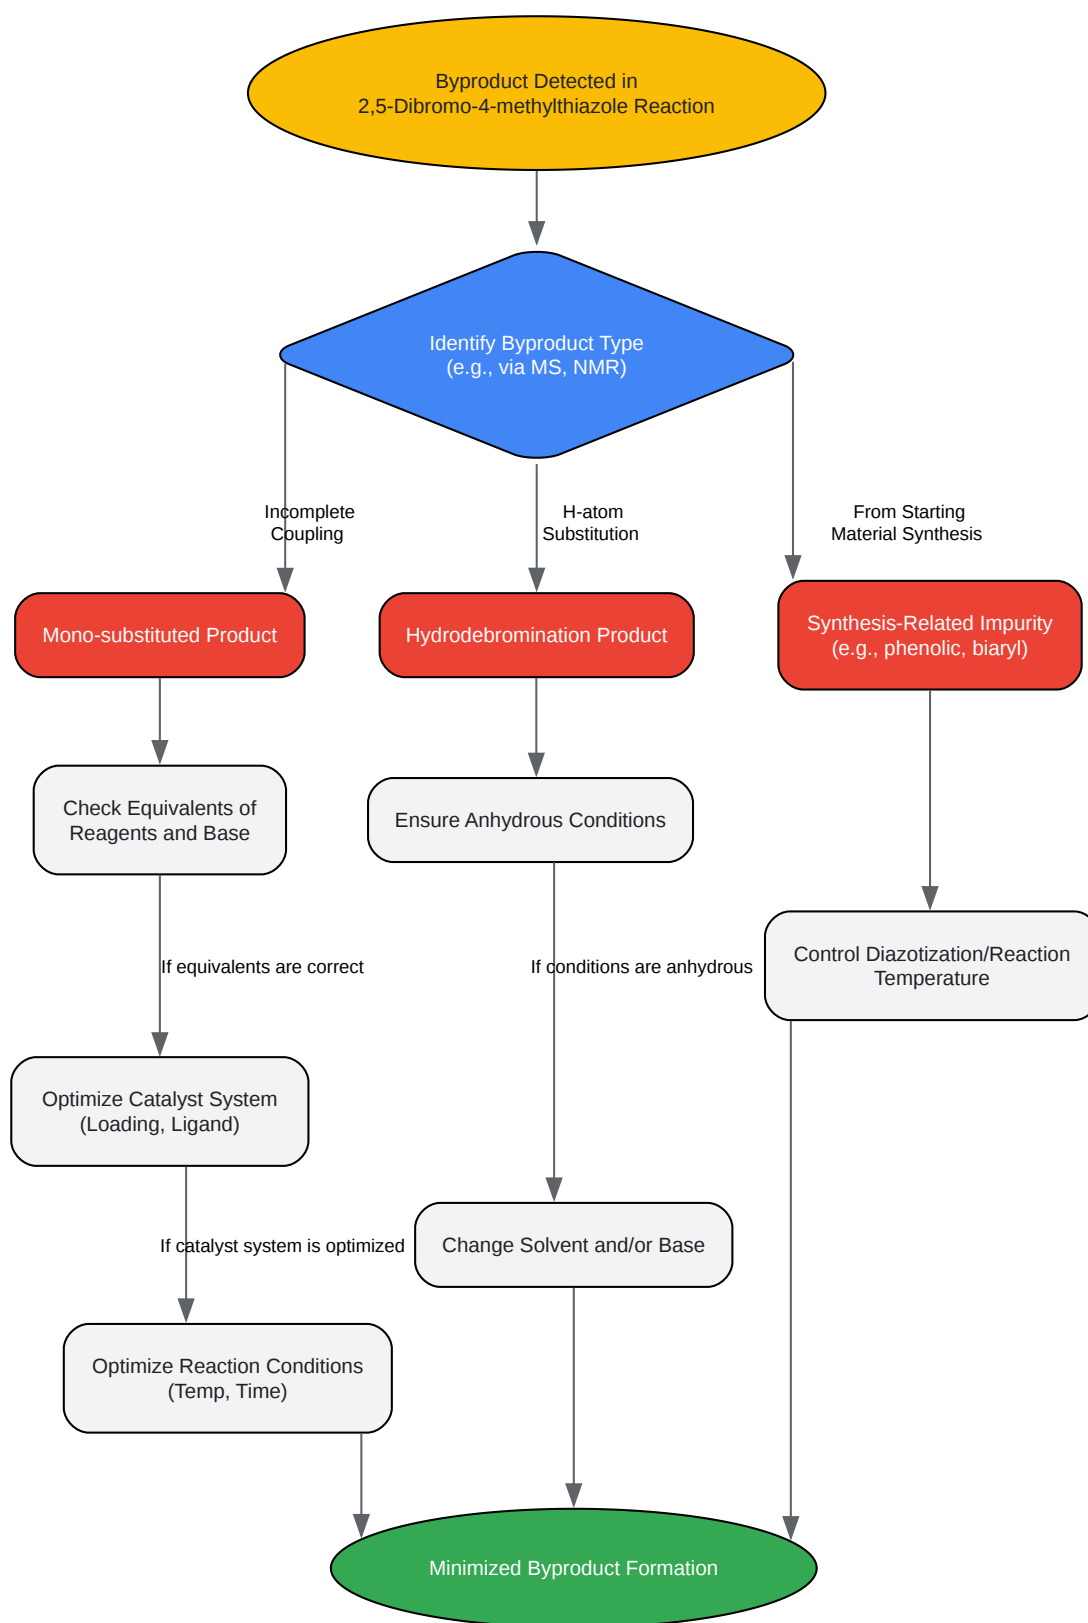 Byproduct Detected in
2,5-Dibromo-4-methylthiazole Reaction
Identify Byproduct Type
(e.g., via MS, NMR)
Incomplete
Coupling
H-atom
Substitution
From Starting
Material Synthesis
Mono-substituted Product
Hydrodebromination Product
Synthesis-Related Impurity
(e.g., phenolic, biaryl)
Check Equivalents of
Reagents and Base
Ensure Anhydrous Conditions
Control Diazotization/Reaction
Temperature
If equivalents are correct
If conditions are anhydrous
Optimize Catalyst System
(Loading, Ligand)
Change Solvent and/or Base
If catalyst system is optimized
Optimize Reaction Conditions
(Temp, Time)
Minimized Byproduct Formation